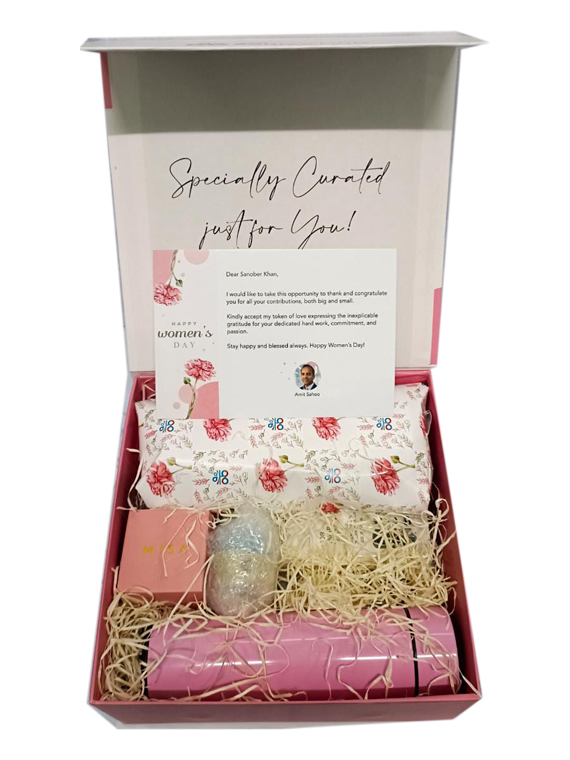 Specially Curated
just for You!
Dear Sanober Khan,
I would like to take this opportunity to thank and congratulate
you for all your contributions, both big and small.
Kindly accept my token of love expressing the inexplicable
gratitude for your dedicated hard work, commitment, and
passion.
Stay happy and blessed always. Happy Women's Day!
HAPPY
women's
DAY
Amit Sahoo